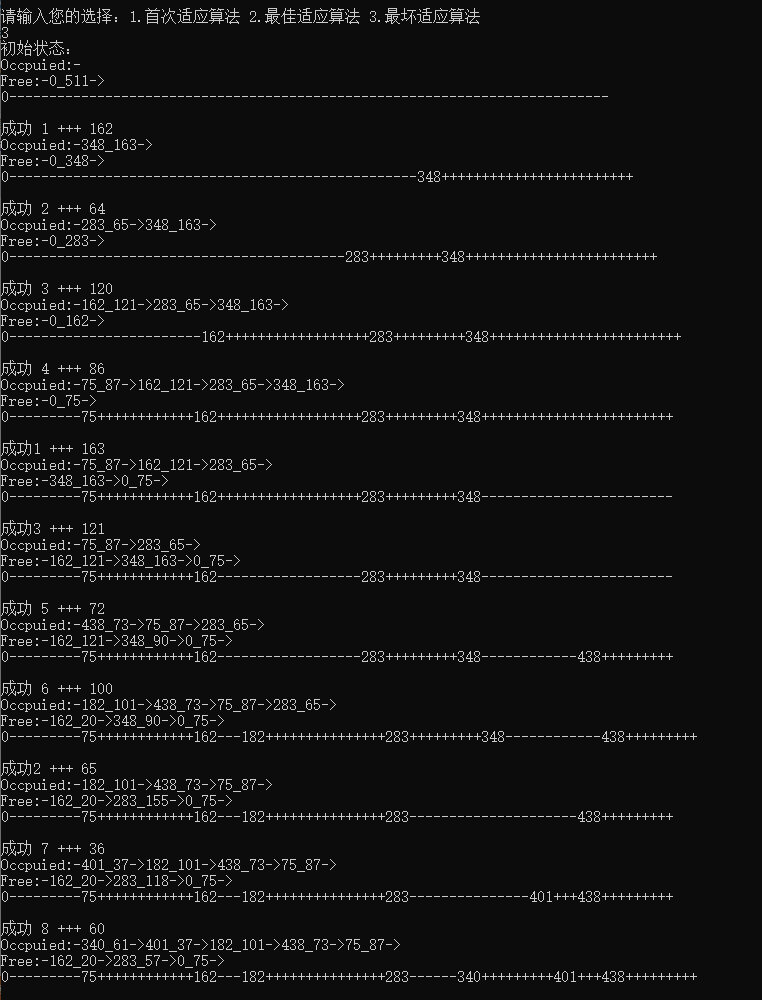 请输入您的选择: 1.首次适应算法 2.最佳适应算法 3.最坏适应算法
3
初始状态:
Occpuied:-
Free:-0_511->
0---------------------------------------------------------------------------
成功 1 +++ 162
Occpuied:-348_163->
Free:-0_348->
0---------------------------------------------------348++++++++++++++++++++++++
成功 2 +++ 64
Occpuied:-283_65->348_163->
Free:-0_283->
0------------------------------------------283+++++++++348++++++++++++++++++++++++
成功 3 +++ 120
Occpuied:-162_121->283_65->348_163->
Free:-0_162->
0------------------------162++++++++++++++++++283+++++++++348++++++++++++++++++++++++
成功 4 +++ 86
Occpuied:-75_87->162_121->283_65->348_163->
Free:-0_75->
0---------75++++++++++++162++++++++++++++++++283+++++++++348++++++++++++++++++++++++
成功1 +++ 163
Occpuied:-75_87->162_121->283_65->
Free:-348_163->0_75->
0---------75++++++++++++162++++++++++++++++++283+++++++++348------------------------
成功3 +++ 121
Occpuied:-75_87->283_65->
Free:-162_121->348_163->0_75->
0---------75++++++++++++162------------------283+++++++++348------------------------
成功 5 +++ 72
Occpuied:-438_73->75_87->283_65->
Free:-162_121->348_90->0_75->
0---------75++++++++++++162------------------283+++++++++348------------438+++++++++
成功 6 +++ 100
Occpuied:-182_101->438_73->75_87->283_65->
Free:-162_20->348_90->0_75->
0---------75++++++++++++162---182+++++++++++++++283+++++++++348------------438+++++++++
成功2 +++ 65
Occpuied:-182_101->438_73->75_87->
Free:-162_20->283_155->0_75->
0---------75++++++++++++162---182+++++++++++++++283---------------------438+++++++++
成功 7 +++ 36
Occpuied:-401_37->182_101->438_73->75_87->
Free:-162_20->283_118->0_75->
0---------75++++++++++++162---182+++++++++++++++283---------------401+++438+++++++++
成功 8 +++ 60
Occpuied:-340_61->401_37->182_101->438_73->75_87->
Free:-162_20->283_57->0_75->
0---------75++++++++++++162---182+++++++++++++++283------340+++++++++401+++438+++++++++